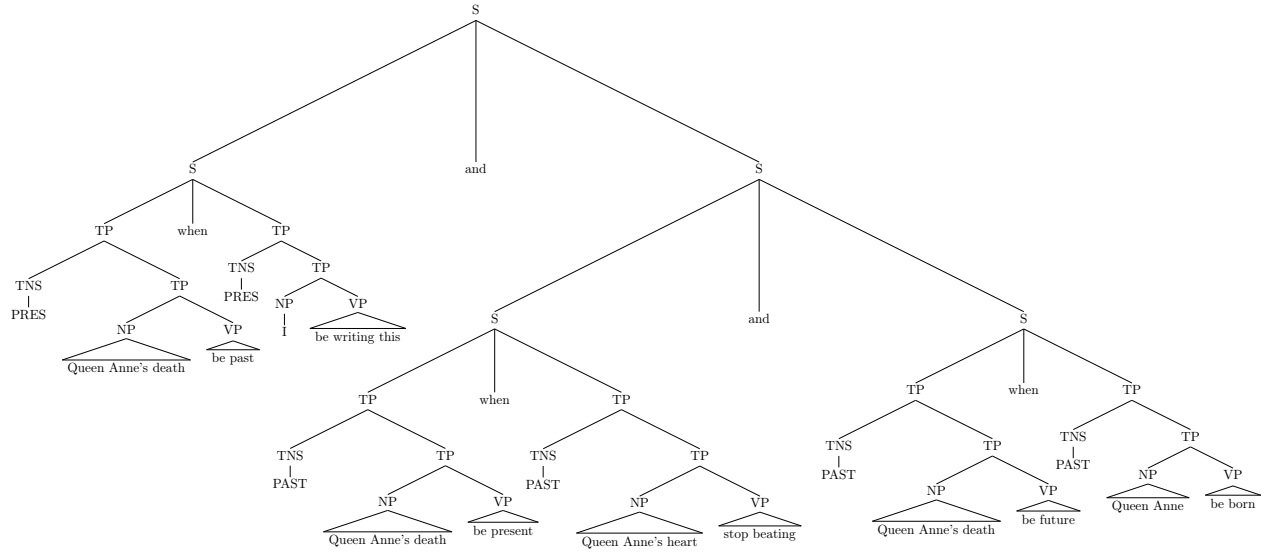 S
S and S
TP when TP
TNS TP TNS TP
PRES NP VP PRES NP VP
Queen Anne's death be past I be writing this
S and S
TP when TP TP when TP
TNS TP TNS TP TNS TP TNS TP
PAST NP VP PAST NP VP PAST NP VP PAST NP VP
Queen Anne's death be present Queen Anne's heart stop beating Queen Anne's death be future Queen Anne be born